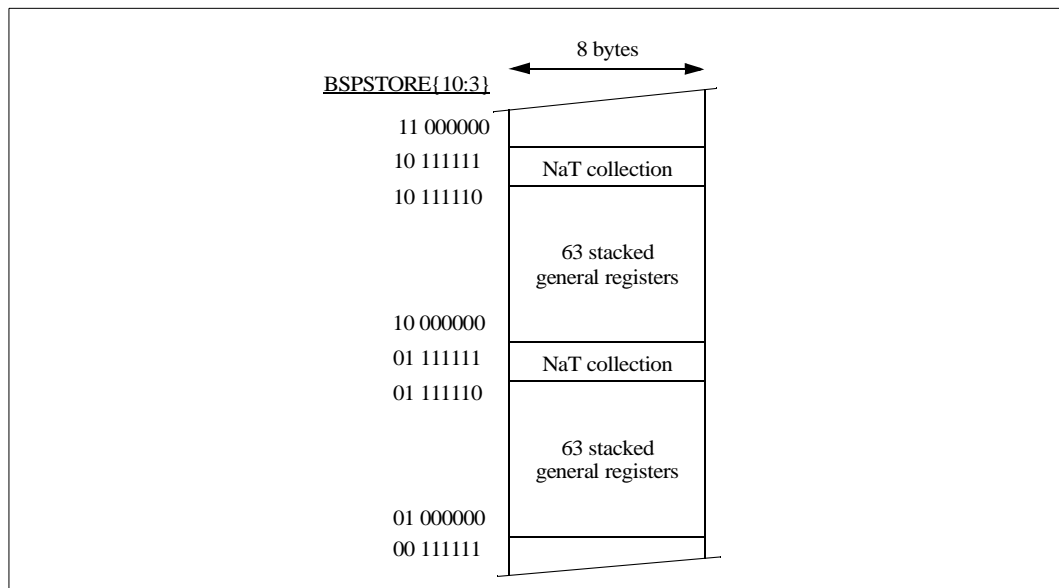 8 bytes
BSPSTORE{10:3}
11 000000
10 111111
NaT collection
10 111110
63 stacked
general registers
10 000000
01 111111
NaT collection
01 111110
63 stacked
general registers
01 000000
00 111111